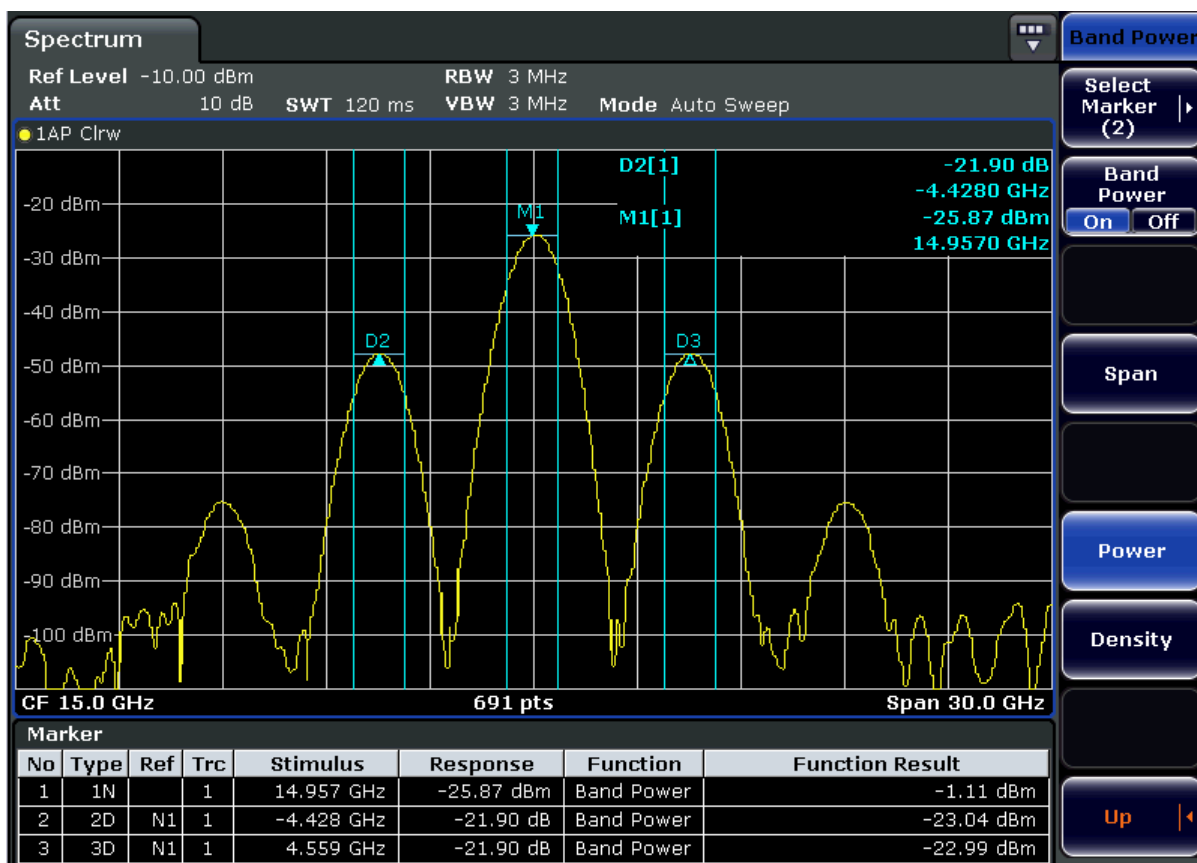 Spectrum
Ref Level -10.00 dBm RBW 3 MHz
Att 10 dB SWT 120 ms VBW 3 MHz Mode Auto Sweep
1AP Clrw
D2[1] -21.90 dB
-4.4280 GHz
M1[1] -25.87 dBm
14.9570 GHz
-20 dBm
-30 dBm
-40 dBm
-50 dBm
-60 dBm
-70 dBm
-80 dBm
-90 dBm
-100 dBm
M1
D2
D3
CF 15.0 GHz 691 pts Span 30.0 GHz
Marker
No Type Ref Trc Stimulus Response Function Function Result
1 1N 1 14.957 GHz -25.87 dBm Band Power -1.11 dBm
2 2D N1 1 -4.428 GHz -21.90 dB Band Power -23.04 dBm
3 3D N1 1 4.559 GHz -21.90 dB Band Power -22.99 dBm
Band Power
Select
Marker
(2)
Band
Power
On Off
Span
Power
Density
Up